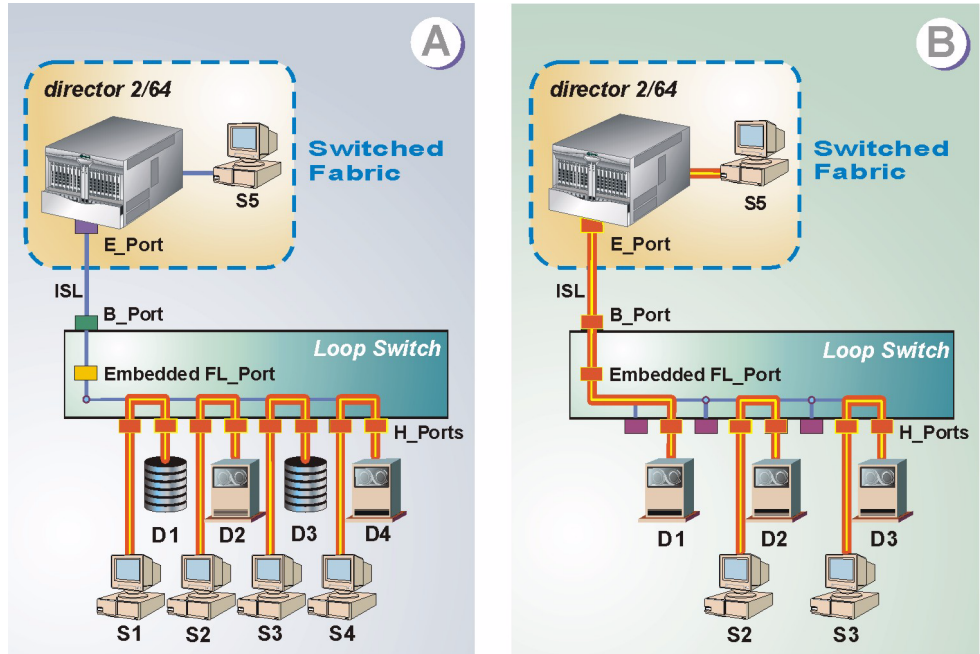 A
director 2/64
S5
Switched
Fabric
E_Port
ISL
B_Port
Loop Switch
Embedded FL_Port
H_Ports
D1
D2
D3
D4
S1
S2
S3
S4
B
director 2/64
S5
Switched
Fabric
E_Port
ISL
B_Port
Loop Switch
Embedded FL_Port
H_Ports
D1
D2
D3
S2
S3